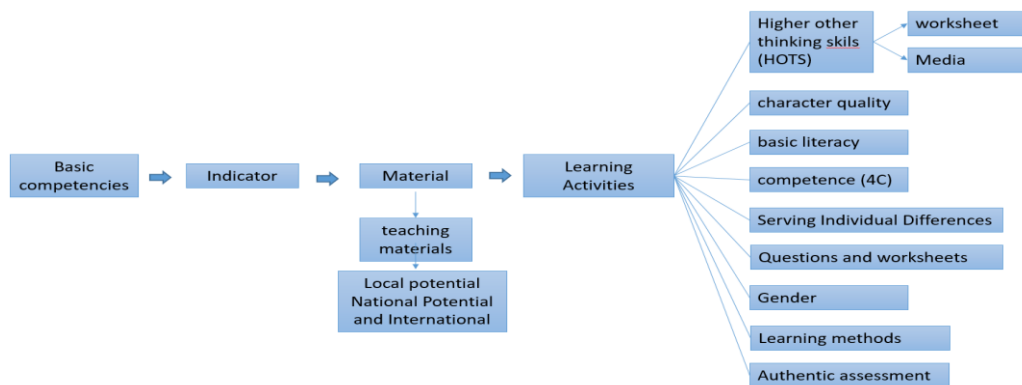 Basic
competencies
Indicator
Material
teaching
materials
Local potential
National Potential
and International
Learning
Activities
Higher other
thinking skils
(HOTS)
worksheet
Media
character quality
basic literacy
competence (4C)
Serving Individual Differences
Questions and worksheets
Gender
Learning methods
Authentic assessment